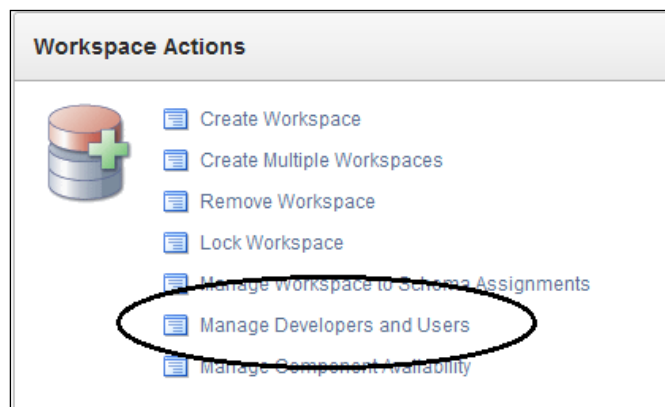 Workspace Actions
Create Workspace
Create Multiple Workspaces
Remove Workspace
Lock Workspace
Manage Workspace to Schema Assignments
Manage Developers and Users
Manage Component Availability